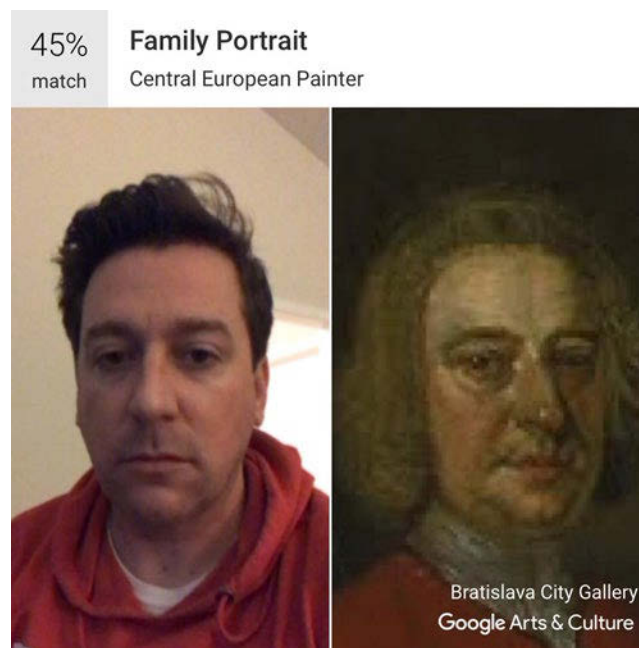 45%
match
Family Portrait
Central European Painter
Bratislava City Gallery
Google Arts & Culture